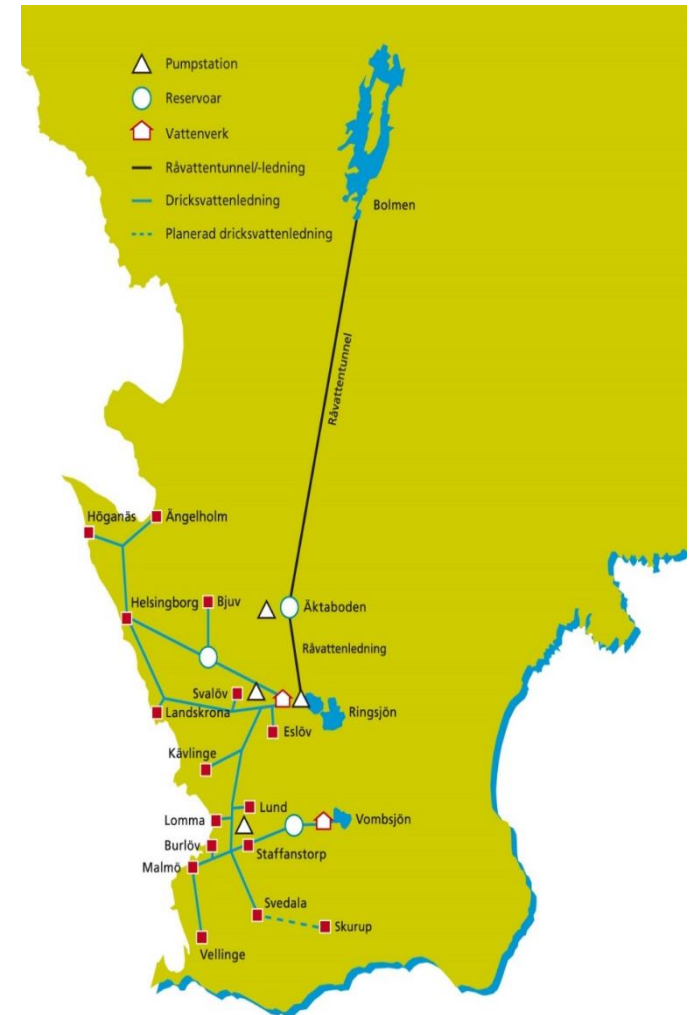 Pumpstation
Reservoar
Vattenverk
Råvattentunnel/-ledning
Dricksvattenledning
Planerad dricksvattenledning
Bolmen
Råvattentunnel
Höganäs
Ängelholm
Helsingborg
Bjuv
Äktaboden
Råvattenledning
Svalöv
Landskrona
Ringsjön
Eslöv
Kävlinge
Lund
Lomma
Vombsjön
Burlöv
Staffanstorp
Malmö
Svedala
Skurup
Vellinge